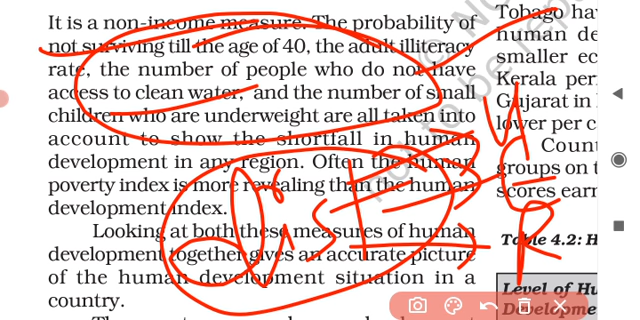 It is a non-income measure. The probability of
not surviving till the age of 40, the adult illiteracy
rate, the number of people who do not have
access to clean water, and the number of small
children who are underweight are all taken into
account to show the shortfall in human
development in any region. Often the human
poverty index is more revealing than the human
development index.
Looking at both these measures of human
development together gives an accurate picture
of the human development situation in a
country.
Tobago hav
human de
smaller ec
Kerala per
Gujarat in
lower per c
Count
groups on t
scores earn
Table 4.2: H
Level of Hu
Developme